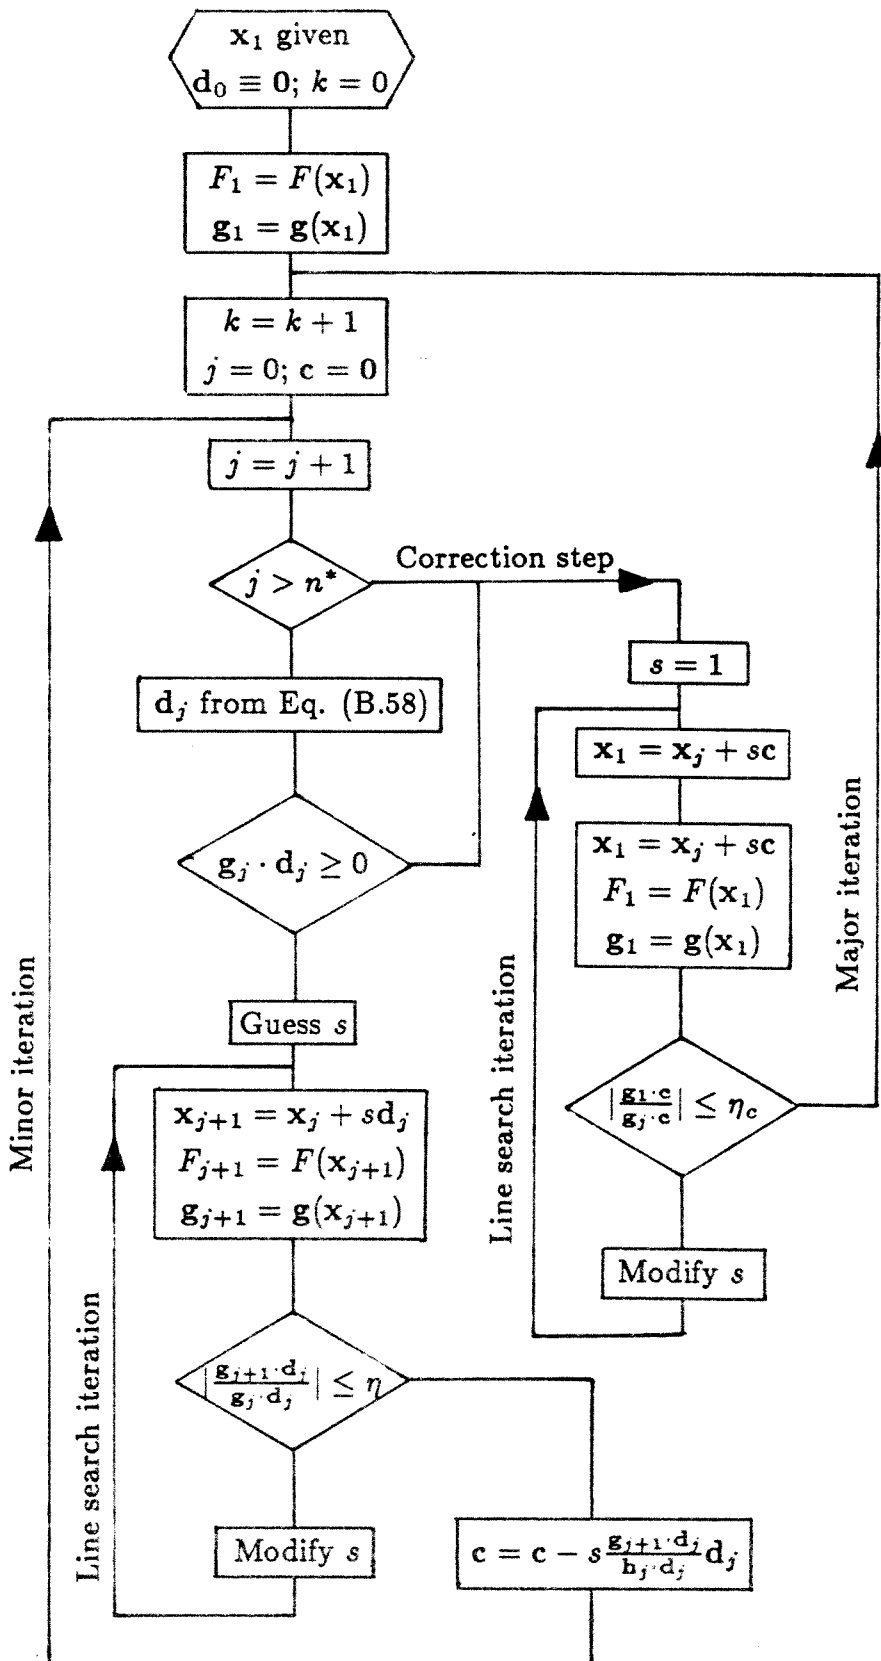 x₁ given
d₀ ≡ 0; k = 0
F₁ = F(x₁)
g₁ = g(x₁)
k = k + 1
j = 0; c = 0
j = j + 1
j > n*
Correction step
d_j from Eq. (B.58)
g_j · d_j ≥ 0
Guess s
x_{j+1} = x_j + sd_j
F_{j+1} = F(x_{j+1})
g_{j+1} = g(x_{j+1})
|g_{j+1}·d_j / g_j·d_j| ≤ η
Modify s
Line search iteration
Minor iteration
c = c − s g_{j+1}·d_j / h_j·d_j d_j
s = 1
x₁ = x_j + sc
x₁ = x_j + sc
F₁ = F(x₁)
g₁ = g(x₁)
|g₁·c / g_j·c| ≤ η_c
Modify s
Line search iteration
Major iteration